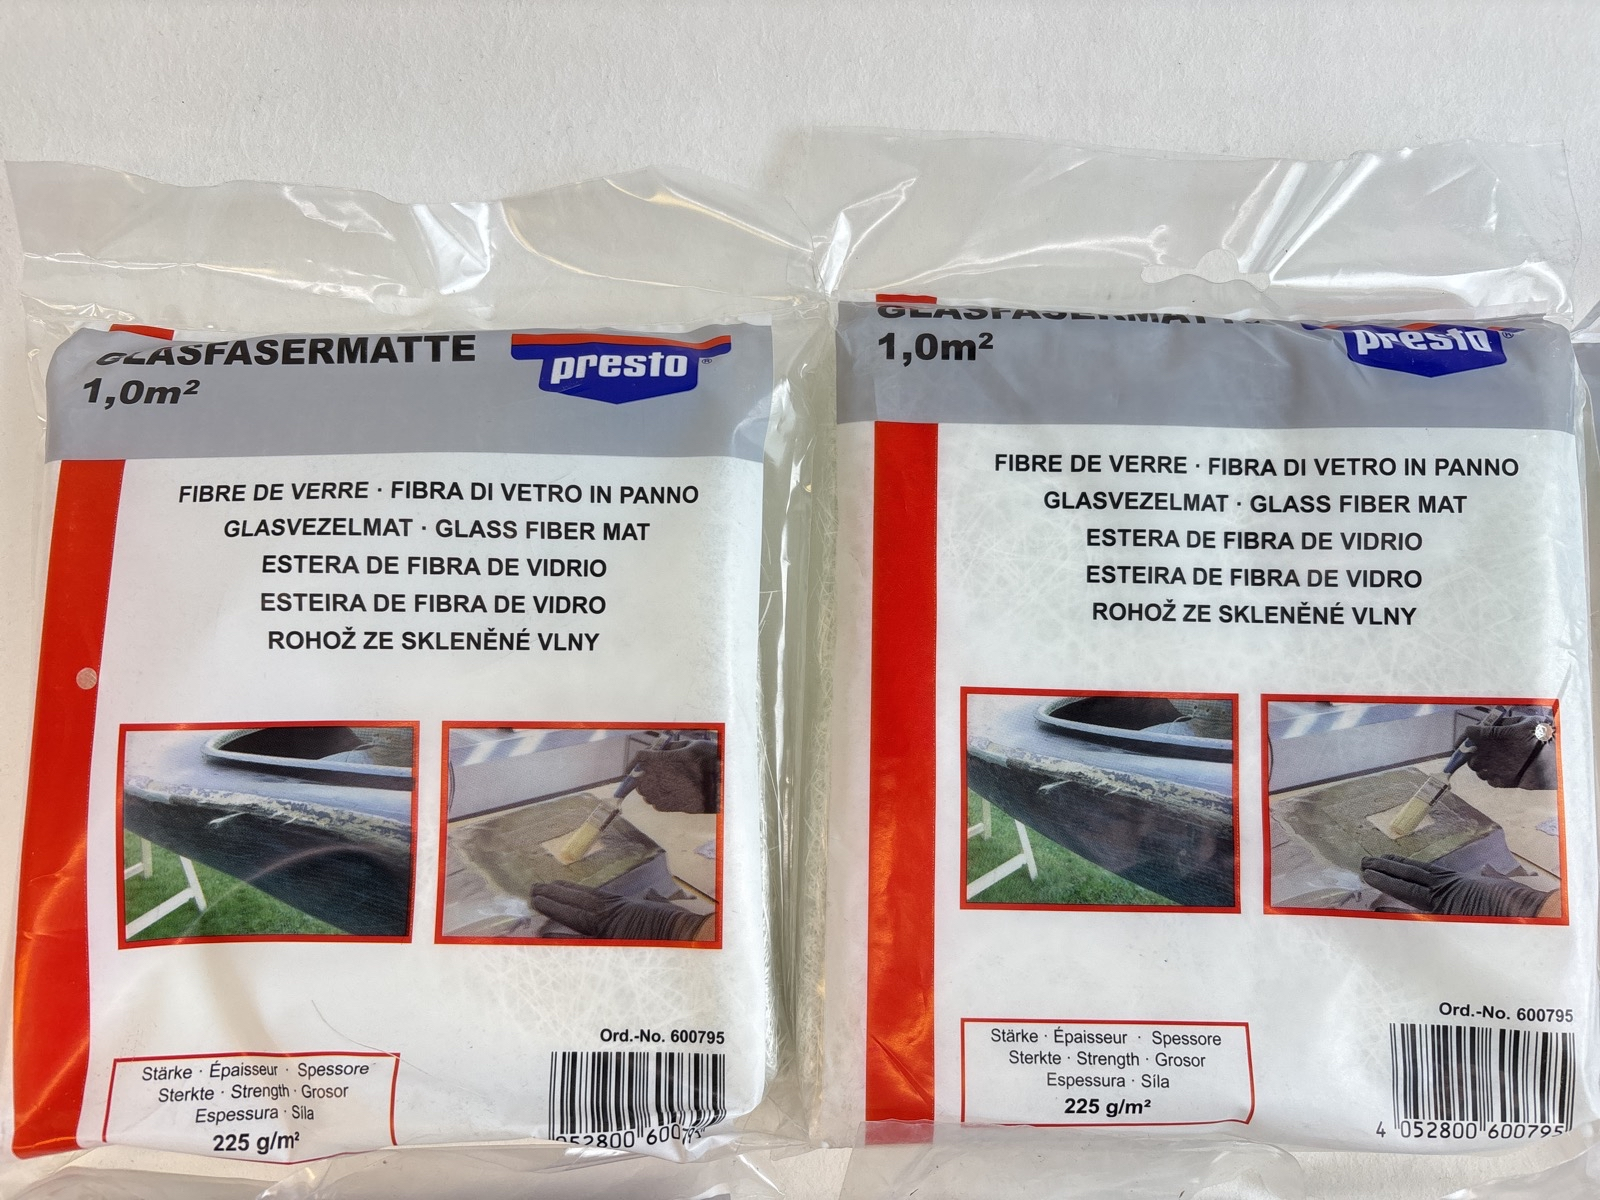 GLASFASERMATTE
1,0m²
presto®
FIBRE DE VERRE · FIBRA DI VETRO IN PANNO
GLASVEZELMAT · GLASS FIBER MAT
ESTERA DE FIBRA DE VIDRIO
ESTEIRA DE FIBRA DE VIDRO
ROHOŽ ZE SKLENĚNÉ VLNY
Ord.-No. 600795
Stärke · Épaisseur · Spessore
Sterkte · Strength · Grosor
Espessura · Síla
225 g/m²
052800 600795
GLASFASERMATTE
1,0m²
presto®
FIBRE DE VERRE · FIBRA DI VETRO IN PANNO
GLASVEZELMAT · GLASS FIBER MAT
ESTERA DE FIBRA DE VIDRIO
ESTEIRA DE FIBRA DE VIDRO
ROHOŽ ZE SKLENĚNÉ VLNY
Ord.-No. 600795
Stärke · Épaisseur · Spessore
Sterkte · Strength · Grosor
Espessura · Síla
225 g/m²
4 052800 600795